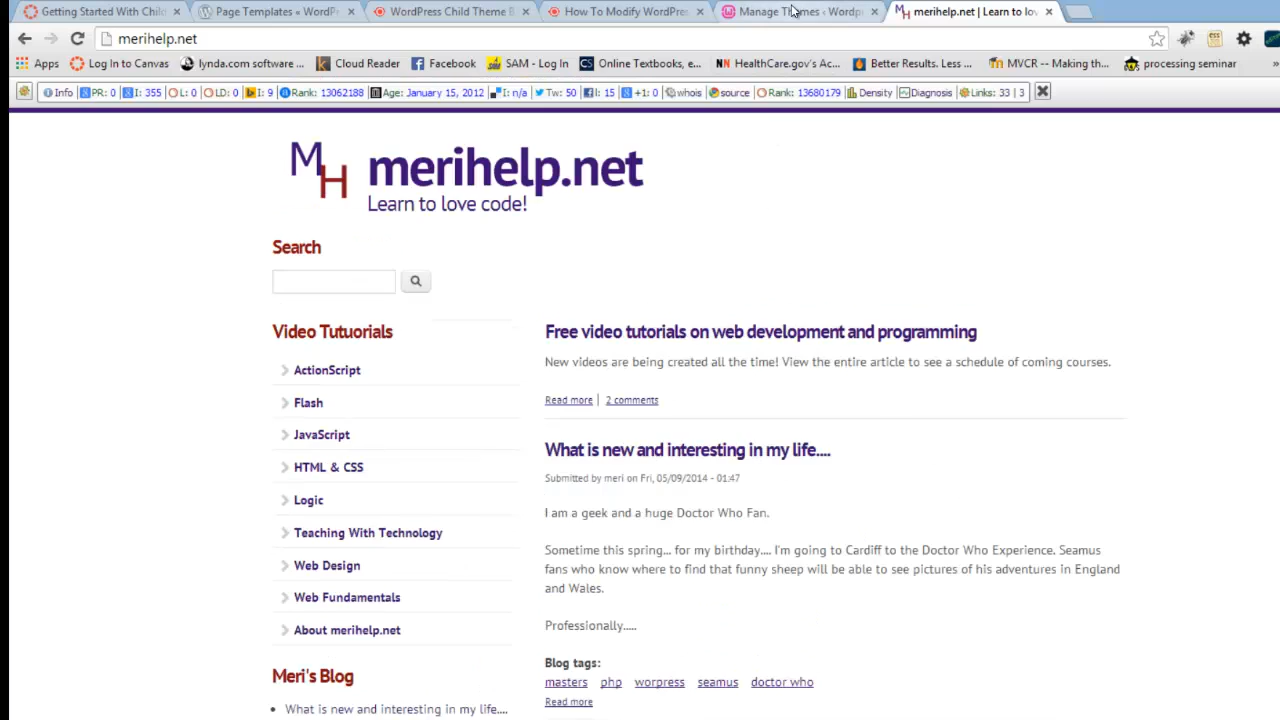 Getting Started With Child
Page Templates « WordPr
WordPress Child Theme B
How To Modify WordPres
Manage Themes ‹ Wordp
merihelp.net | Learn to lov
merihelp.net
Apps
Log In to Canvas
lynda.com software ...
Cloud Reader
Facebook
SAM - Log In
Online Textbooks, e...
HealthCare.gov's Ac...
Better Results. Less ...
MVCR -- Making th...
processing seminar
»
Info
PR: 0
I: 355
L: 0
LD: 0
I: 9
Rank: 13062188
Age: January 15, 2012
I: n/a
Tw: 50
I: 15
+1: 0
whois
source
Rank: 13680179
Density
Diagnosis
Links: 33 | 3
MH
merihelp.net
Learn to love code!
Search
Video Tutuorials
ActionScript
Flash
JavaScript
HTML & CSS
Logic
Teaching With Technology
Web Design
Web Fundamentals
About merihelp.net
Meri's Blog
What is new and interesting in my life....
Free video tutorials on web development and programming
New videos are being created all the time! View the entire article to see a schedule of coming courses.
Read more | 2 comments
What is new and interesting in my life....
Submitted by meri on Fri, 05/09/2014 - 01:47
I am a geek and a huge Doctor Who Fan.
Sometime this spring... for my birthday.... I'm going to Cardiff to the Doctor Who Experience. Seamus
fans who know where to find that funny sheep will be able to see pictures of his adventures in England
and Wales.
Professionally.....
Blog tags:
masters php worpress seamus doctor who
Read more